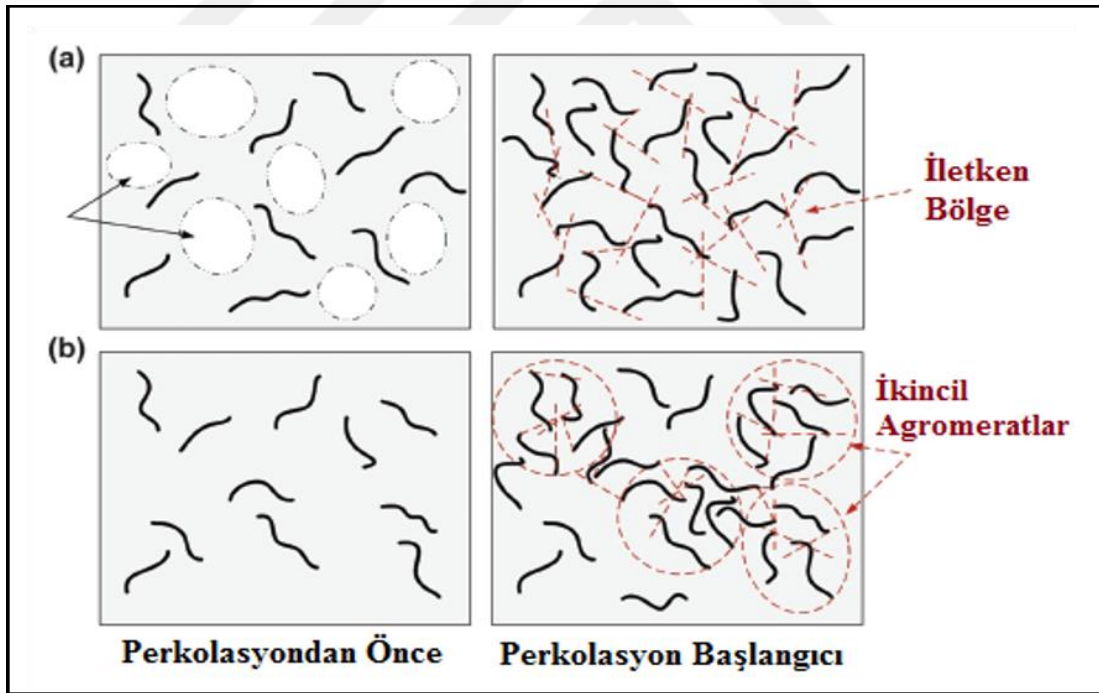 (a)
İletken
Bölge
(b)
İkincil
Agromeratlar
Perkolasyondan Önce
Perkolasyon Başlangıcı